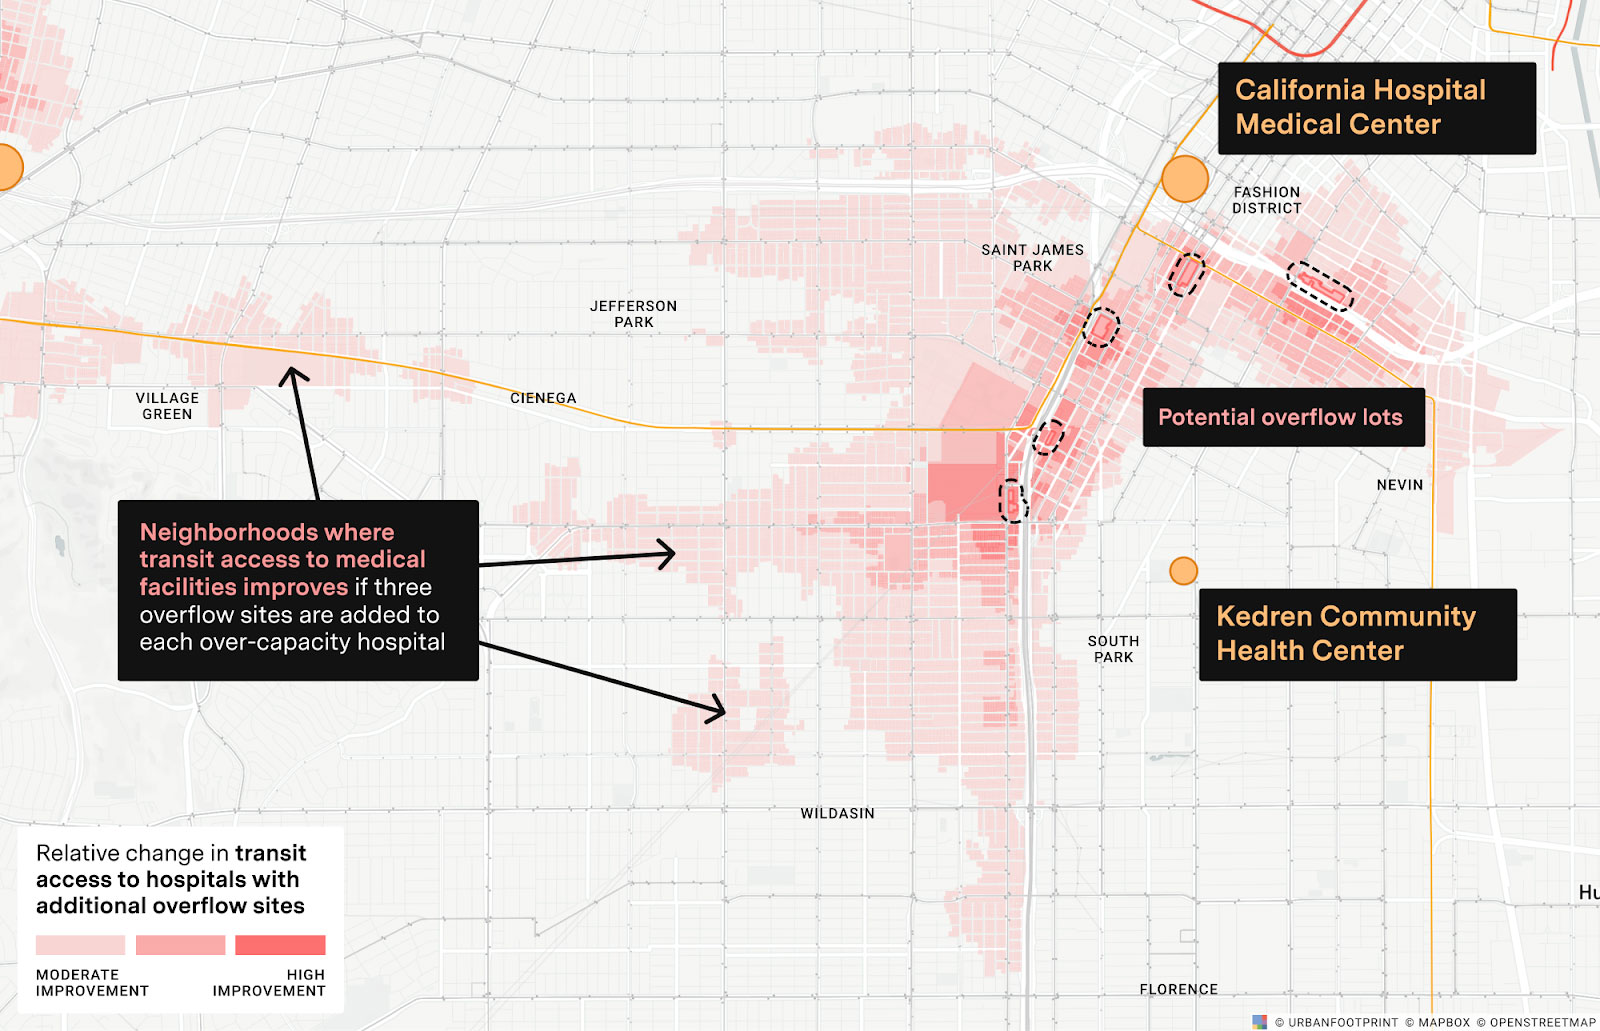 California Hospital
Medical Center
FASHION
DISTRICT
SAINT JAMES
PARK
JEFFERSON
PARK
VILLAGE
GREEN
CIENEGA
Potential overflow lots
NEVIN
Neighborhoods where
transit access to medical
facilities improves if three
overflow sites are added to
each over-capacity hospital
Kedren Community
Health Center
SOUTH
PARK
WILDASIN
Relative change in transit
access to hospitals with
additional overflow sites
MODERATE
IMPROVEMENT
HIGH
IMPROVEMENT
Hu
FLORENCE
© URBANFOOTPRINT © MAPBOX © OPENSTREETMAP